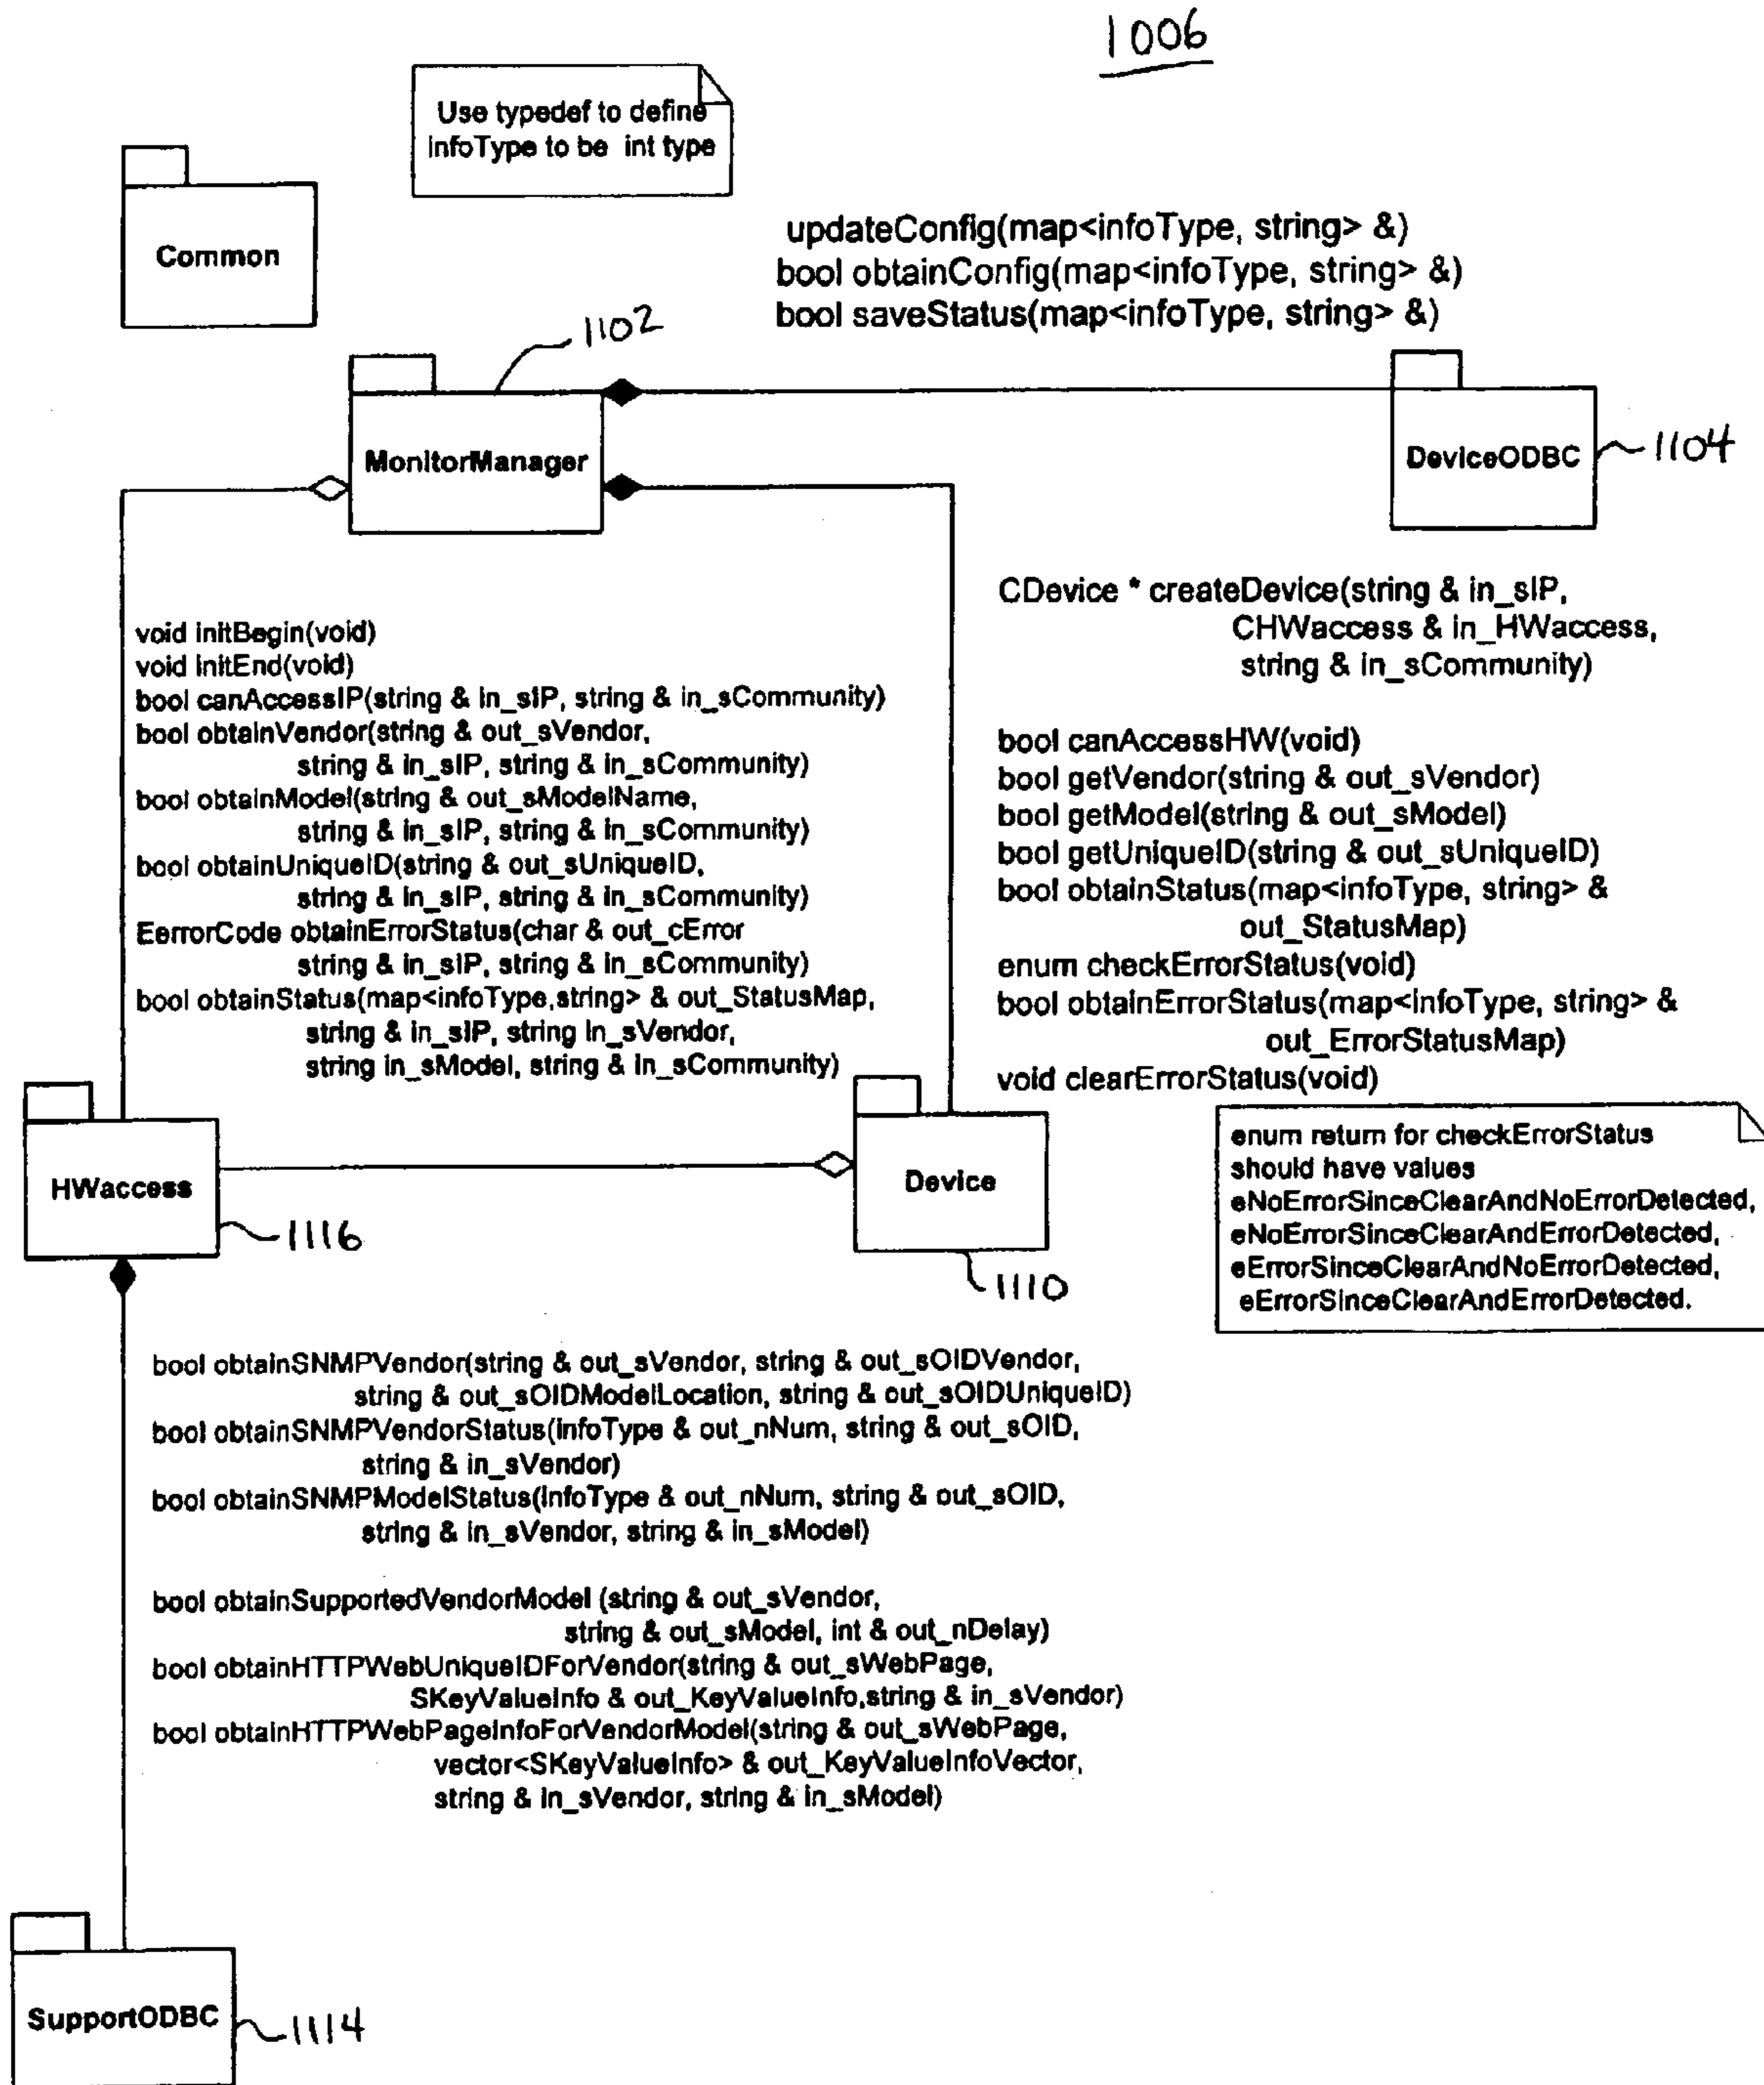 1006
Use typedef to define
infoType to be int type
Common
updateConfig(map<infoType, string> &)
bool obtainConfig(map<infoType, string> &)
bool saveStatus(map<infoType, string> &)
1102
MonitorManager
DeviceODBC
1104
void initBegin(void)
void initEnd(void)
bool canAccessIP(string & in_sIP, string & in_sCommunity)
bool obtainVendor(string & out_sVendor,
string & in_sIP, string & in_sCommunity)
bool obtainModel(string & out_sModelName,
string & in_sIP, string & in_sCommunity)
bool obtainUniqueID(string & out_sUniqueID,
string & in_sIP, string & in_sCommunity)
EerrorCode obtainErrorStatus(char & out_cError
string & in_sIP, string & in_sCommunity)
bool obtainStatus(map<infoType,string> & out_StatusMap,
string & in_sIP, string in_sVendor,
string in_sModel, string & in_sCommunity)
CDevice * createDevice(string & in_sIP,
CHWaccess & in_HWaccess,
string & in_sCommunity)
bool canAccessHW(void)
bool getVendor(string & out_sVendor)
bool getModel(string & out_sModel)
bool getUniqueID(string & out_sUniqueID)
bool obtainStatus(map<infoType, string> &
out_StatusMap)
enum checkErrorStatus(void)
bool obtainErrorStatus(map<infoType, string> &
out_ErrorStatusMap)
void clearErrorStatus(void)
HWaccess
1116
Device
1110
enum return for checkErrorStatus
should have values
eNoErrorSinceClearAndNoErrorDetected,
eNoErrorSinceClearAndErrorDetected,
eErrorSinceClearAndNoErrorDetected,
eErrorSinceClearAndErrorDetected.
bool obtainSNMPVendor(string & out_sVendor, string & out_sOIDVendor,
string & out_sOIDModelLocation, string & out_sOIDUniqueID)
bool obtainSNMPVendorStatus(infoType & out_nNum, string & out_sOID,
string & in_sVendor)
bool obtainSNMPModelStatus(infoType & out_nNum, string & out_sOID,
string & in_sVendor, string & in_sModel)
bool obtainSupportedVendorModel (string & out_sVendor,
string & out_sModel, int & out_nDelay)
bool obtainHTTPWebUniqueIDForVendor(string & out_sWebPage,
SKeyValueInfo & out_KeyValueInfo,string & in_sVendor)
bool obtainHTTPWebPageInfoForVendorModel(string & out_sWebPage,
vector<SKeyValueInfo> & out_KeyValueInfoVector,
string & in_sVendor, string & in_sModel)
SupportODBC
1114